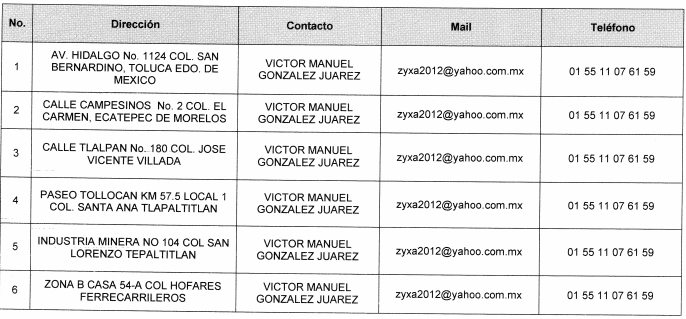 No. Dirección Contacto Mail Teléfono
1 AV. HIDALGO No. 1124 COL. SAN BERNARDINO, TOLUCA EDO. DE MEXICO VICTOR MANUEL GONZALEZ JUAREZ zyxa2012@yahoo.com.mx 01 55 11 07 61 59
2 CALLE CAMPESINOS No. 2 COL. EL CARMEN, ECATEPEC DE MORELOS VICTOR MANUEL GONZALEZ JUAREZ zyxa2012@yahoo.com.mx 01 55 11 07 61 59
3 CALLE TLALPAN No. 180 COL. JOSE VICENTE VILLADA VICTOR MANUEL GONZALEZ JUAREZ zyxa2012@yahoo.com.mx 01 55 11 07 61 59
4 PASEO TOLLOCAN KM 57.5 LOCAL 1 COL. SANTA ANA TLAPALTITLAN VICTOR MANUEL GONZALEZ JUAREZ zyxa2012@yahoo.com.mx 01 55 11 07 61 59
5 INDUSTRIA MINERA NO 104 COL SAN LORENZO TEPALTITLAN VICTOR MANUEL GONZALEZ JUAREZ zyxa2012@yahoo.com.mx 01 55 11 07 61 59
6 ZONA B CASA 54-A COL HOFARES FERRECARRILEROS VICTOR MANUEL GONZALEZ JUAREZ zyxa2012@yahoo.com.mx 01 55 11 07 61 59